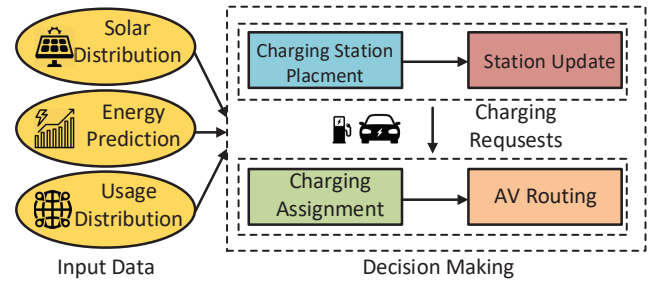 Solar
Distribution
Energy
Prediction
Usage
Distribution
Input Data
Charging Station
Placment
Station Update
Charging
Requsests
Charging
Assignment
AV Routing
Decision Making